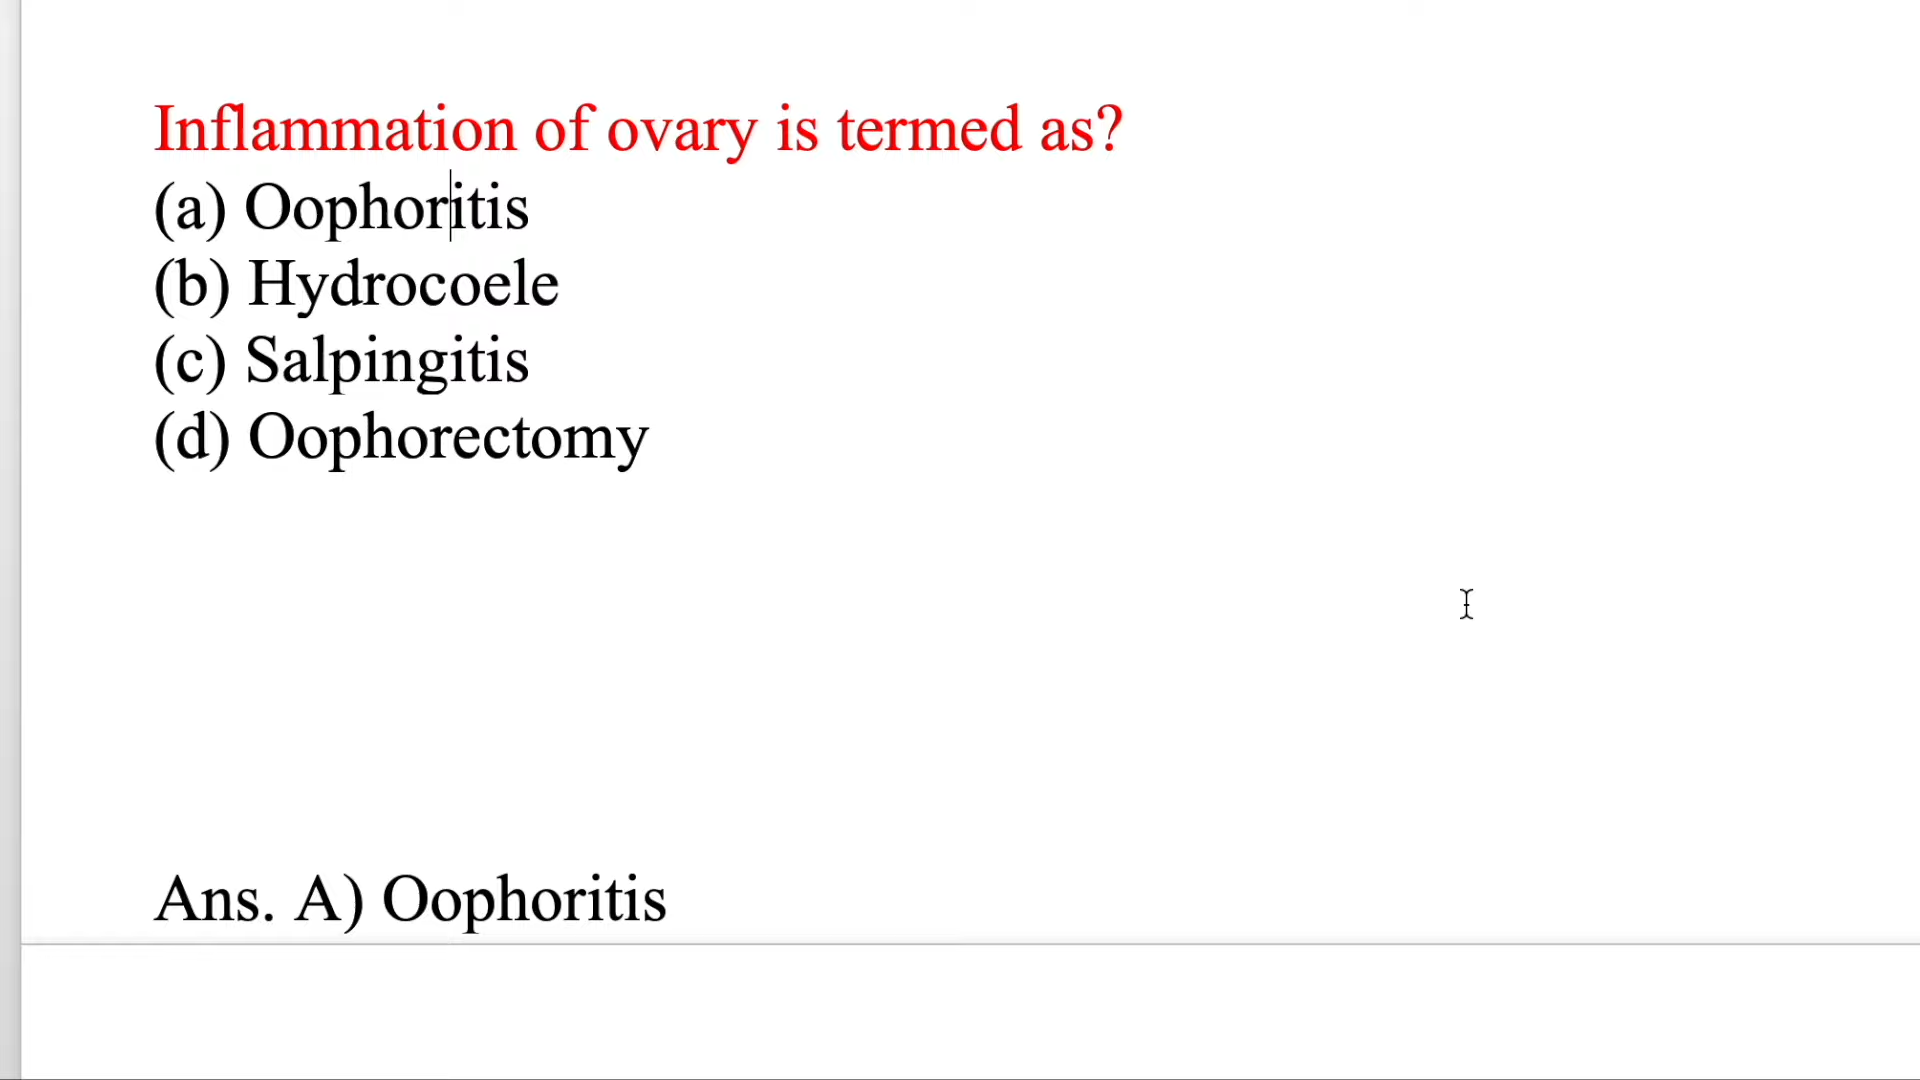 Inflammation of ovary is termed as?
(a) Oophoritis
(b) Hydrocoele
(c) Salpingitis
(d) Oophorectomy
Ans. A) Oophoritis